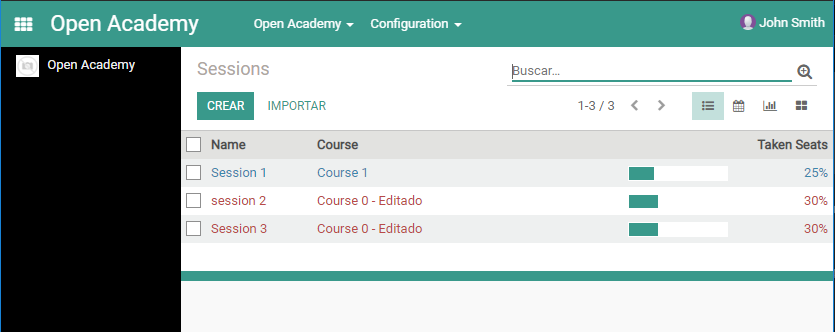 Open Academy Open Academy Configuration John Smith
Open Academy
Sessions Buscar...
CREAR IMPORTAR 1-3 / 3
Name Course Taken Seats
Session 1 Course 1 25%
session 2 Course 0 - Editado 30%
Session 3 Course 0 - Editado 30%